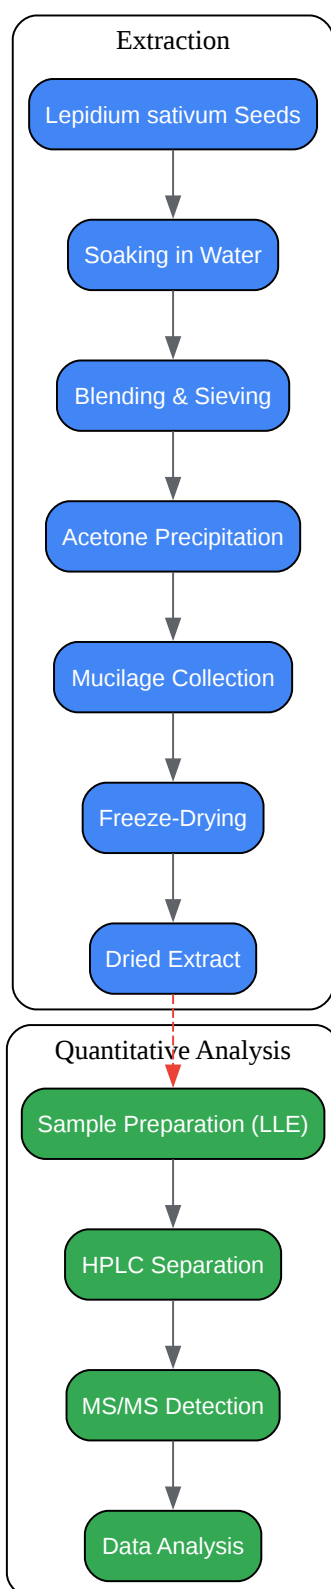 Extraction
Lepidium sativum Seeds
Soaking in Water
Blending & Sieving
Acetone Precipitation
Mucilage Collection
Freeze-Drying
Dried Extract
Quantitative Analysis
Sample Preparation (LLE)
HPLC Separation
MS/MS Detection
Data Analysis